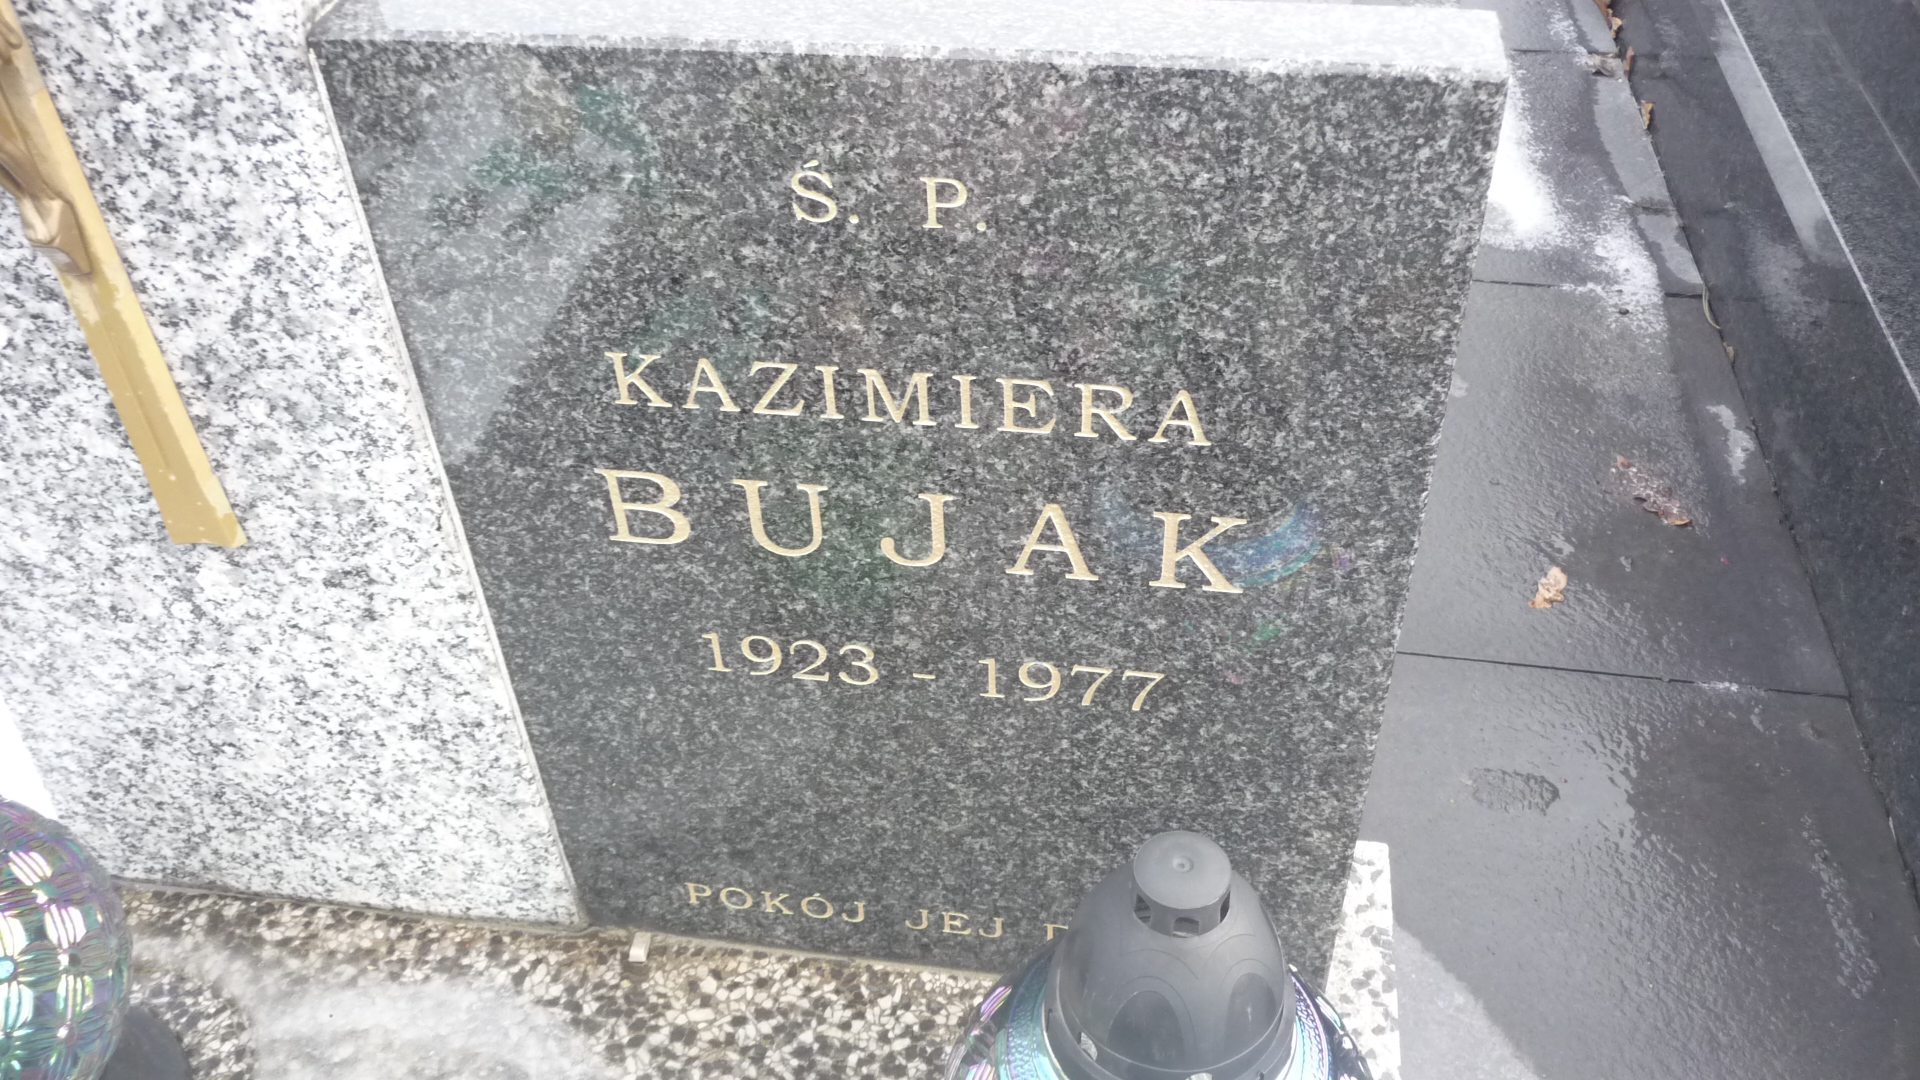 Ś. P.
KAZIMIERA
BUJAK
1923 - 1977
POKÓJ JEJ